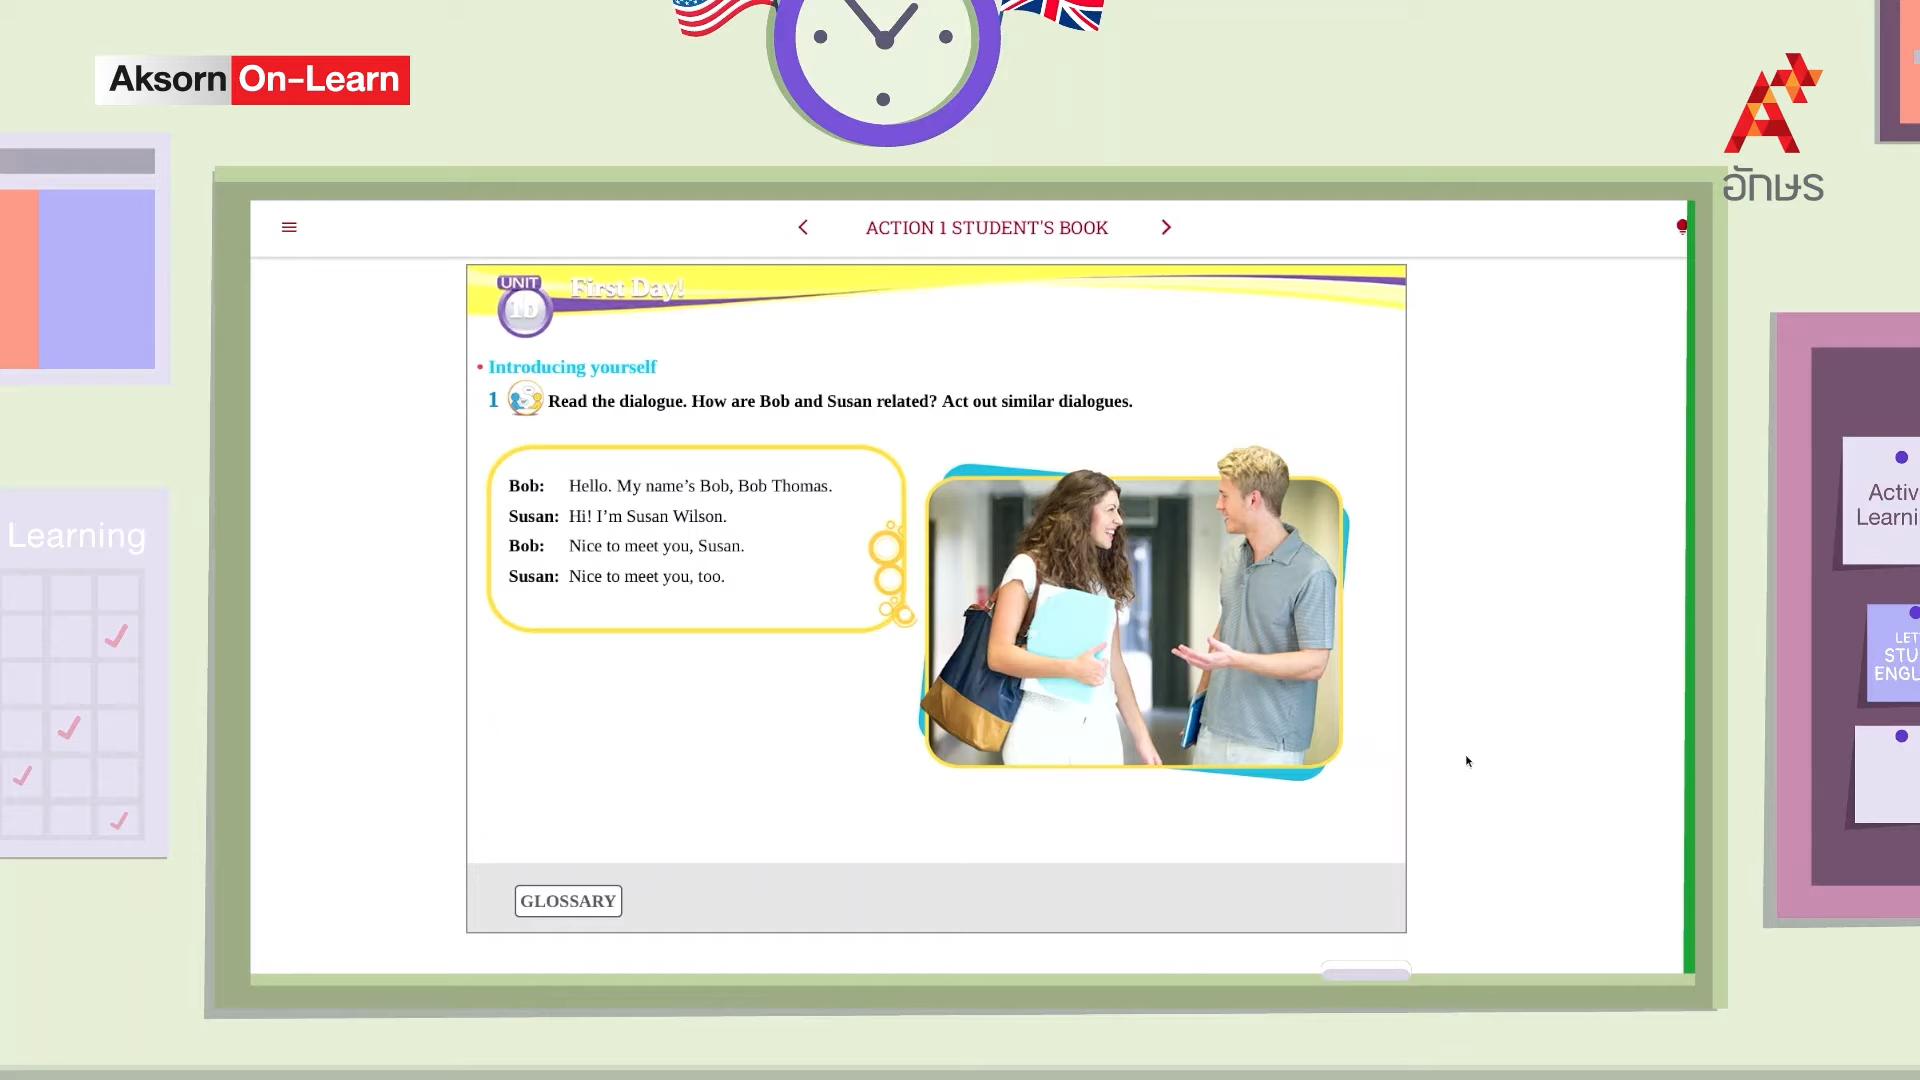 Aksorn On-Learn
อักษร
ACTION 1 STUDENT'S BOOK
UNIT
1b
First Day!
• Introducing yourself
1 Read the dialogue. How are Bob and Susan related? Act out similar dialogues.
Bob: Hello. My name's Bob, Bob Thomas.
Susan: Hi! I'm Susan Wilson.
Bob: Nice to meet you, Susan.
Susan: Nice to meet you, too.
GLOSSARY
Learning
Activ
Learni
LET
STU
ENGL